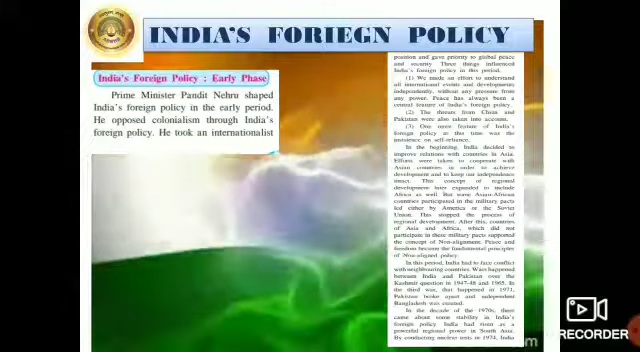 INDIA'S FORIEGN POLICY
India's Foreign Policy : Early Phase
Prime Minister Pandit Nehru shaped
India's foreign policy in the early period.
He opposed colonialism through India's
foreign policy. He took an internationalist
position and gave priority to global peace
and security Three things influenced
India's foreign policy in this period.
(1) We made an effort to understand
all international events and developments
independently, without any pressure from
any power. Peace has always been a
central feature of India's foreign policy.
(2) The threats from China and
Pakistan were also taken into account.
(3) One more feature of India's
foreign policy at this time was the
insistence on self-reliance.
In the beginning, India decided to
improve relations with countries in Asia.
Efforts were taken to cooperate with
Asian countries in order to achieve
development and to keep our independence
intact. This concept of regional
development later expanded to include
Africa as well. But some Asian-African
countries participated in the military pacts
led either by America or the Soviet
Union. This stopped the process of
regional development. After this, countries
of Asia and Africa, which did not
participate in these military pacts supported
the concept of Non-alignment. Peace and
freedom became the fundamental principles
of Non-aligned policy.
In this period, India had to face conflict
with neighbouring countries. Wars happened
between India and Pakistan over the
Kashmir question in 1947-48 and 1965. In
the third war, that happened in 1971,
Pakistan broke apart and independent
Bangladesh was created.
In the decade of the 1970s, there
came about some stability in India's
foreign policy. India had risen as a
powerful regional power in South Asia.
By conducting nuclear tests in 1974, India
RECORDER